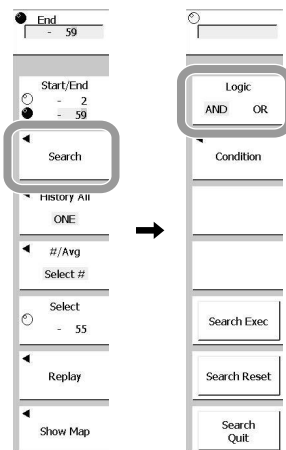 End
- 59
Start/End
- 2
- 59
Search
History All
ONE
#/Avg
Select #
Select
- 55
Replay
Show Map
Logic
AND OR
Condition
Search Exec
Search Reset
Search
Quit